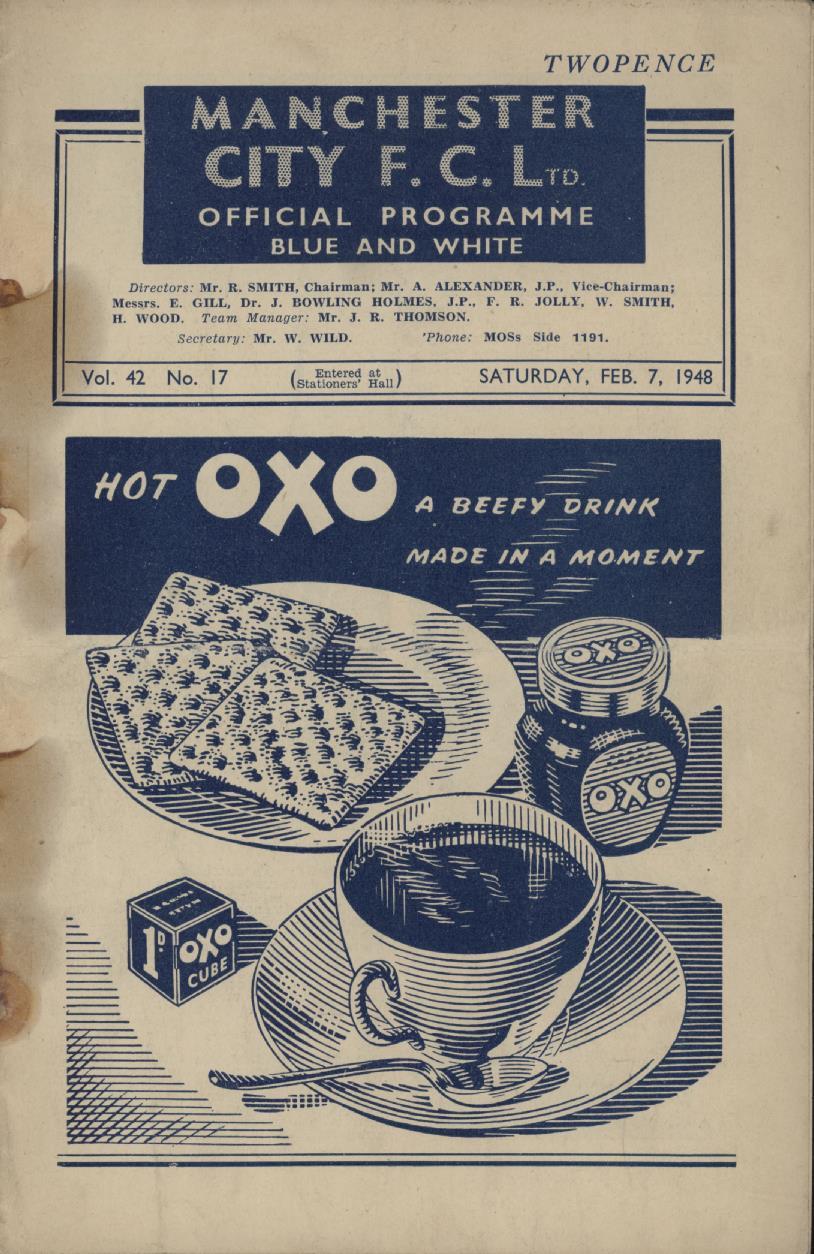 TWOPENCE
MANCHESTER
CITY F. C. LTD.
OFFICIAL PROGRAMME
BLUE AND WHITE
Directors: Mr. R. SMITH, Chairman; Mr. A. ALEXANDER, J.P., Vice-Chairman;
Messrs. E. GILL, Dr. J. BOWLING HOLMES, J.P., F. R. JOLLY, W. SMITH,
H. WOOD. Team Manager: Mr. J. R. THOMSON.
Secretary: Mr. W. WILD. 'Phone: MOSs Side 1191.
Vol. 42 No. 17 (Entered at Stationers' Hall) SATURDAY, FEB. 7, 1948
HOT OXO A BEEFY DRINK
MADE IN A MOMENT
OXO
OXO
1D. OXO
CUBE